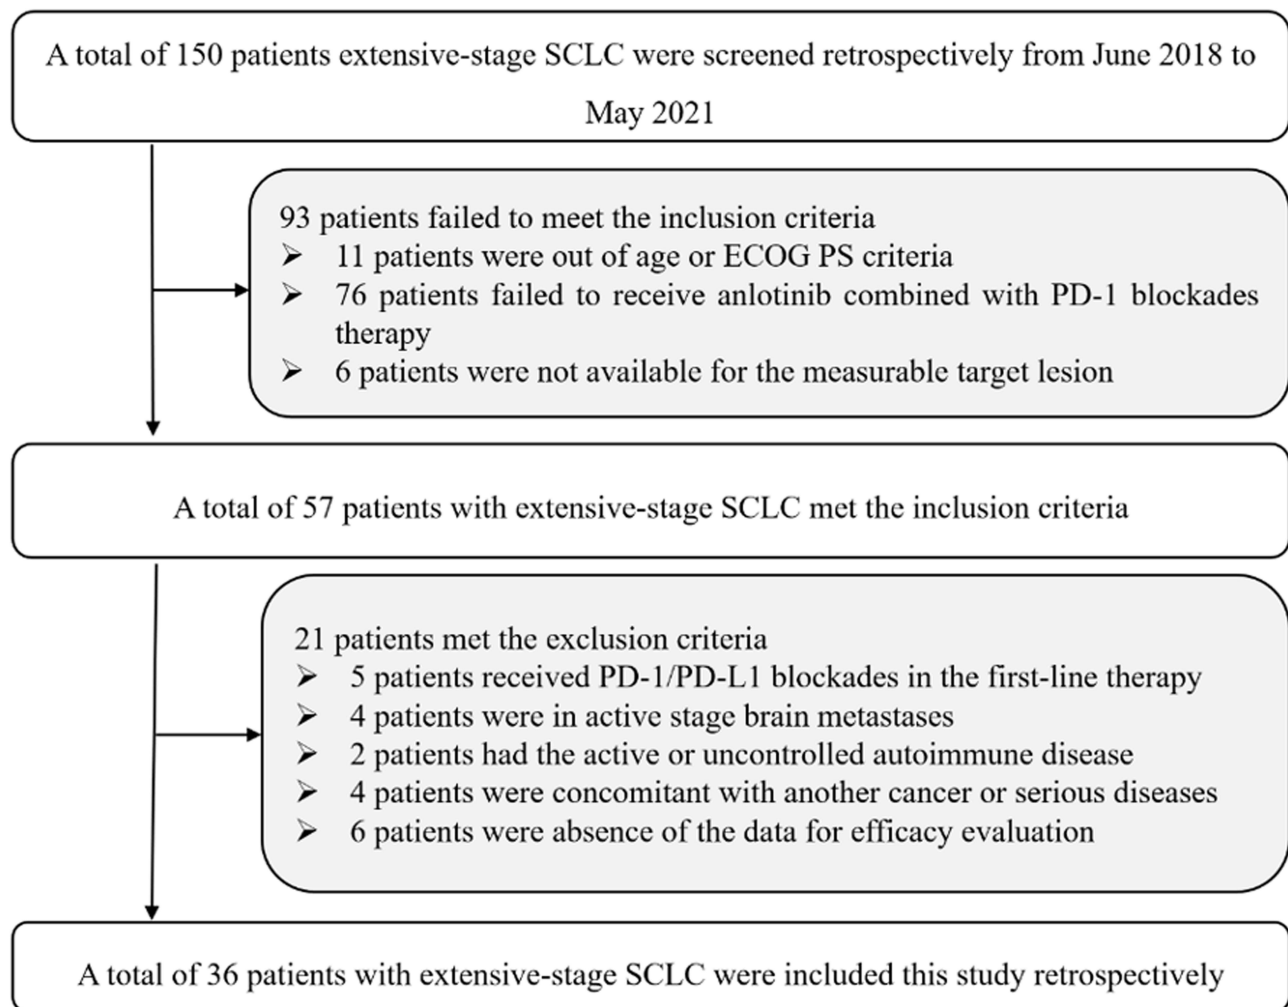 A total of 150 patients extensive-stage SCLC were screened retrospectively from June 2018 to
May 2021
93 patients failed to meet the inclusion criteria
➢ 11 patients were out of age or ECOG PS criteria
➢ 76 patients failed to receive anlotinib combined with PD-1 blockades
therapy
➢ 6 patients were not available for the measurable target lesion
A total of 57 patients with extensive-stage SCLC met the inclusion criteria
21 patients met the exclusion criteria
➢ 5 patients received PD-1/PD-L1 blockades in the first-line therapy
➢ 4 patients were in active stage brain metastases
➢ 2 patients had the active or uncontrolled autoimmune disease
➢ 4 patients were concomitant with another cancer or serious diseases
➢ 6 patients were absence of the data for efficacy evaluation
A total of 36 patients with extensive-stage SCLC were included this study retrospectively